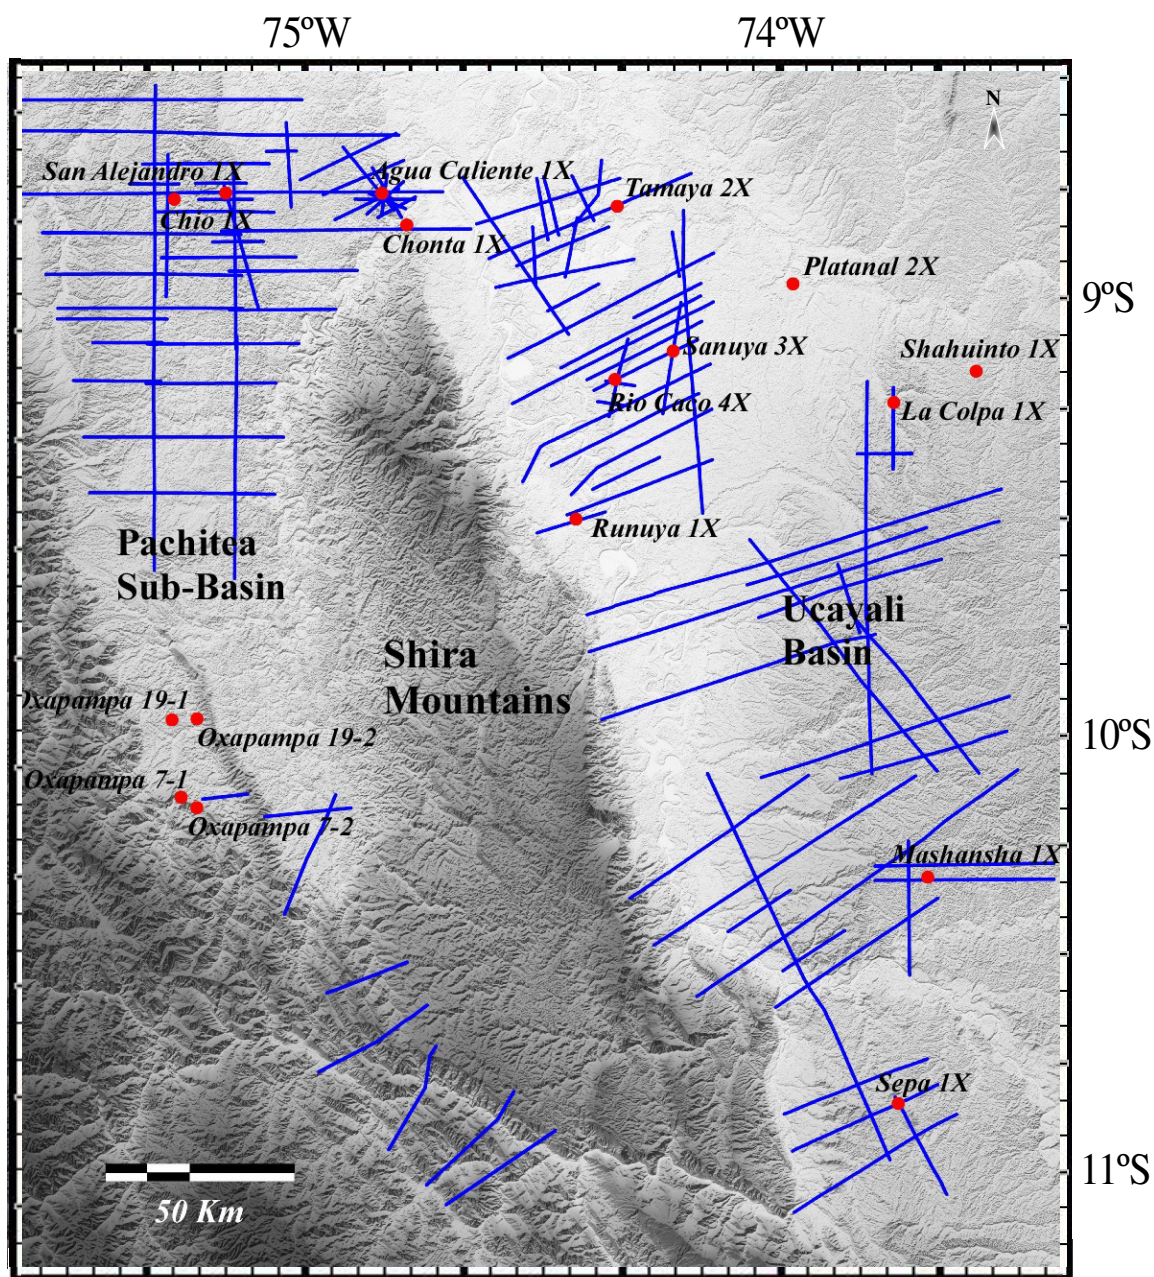 75ºW
74ºW
N
San Alejandro 1X
Agua Caliente 1X
Tamaya 2X
Chio 1X
Chonta 1X
Platanal 2X
9ºS
Sanuya 3X
Shahuinto 1X
Rio Caco 4X
La Colpa 1X
Runuya 1X
Pachitea
Sub-Basin
Ucayali
Basin
Shira
Mountains
Oxapampa 19-1
Oxapampa 19-2
10ºS
Oxapampa 7-1
Oxapampa 7-2
Mashansha 1X
Sepa 1X
11ºS
50 Km